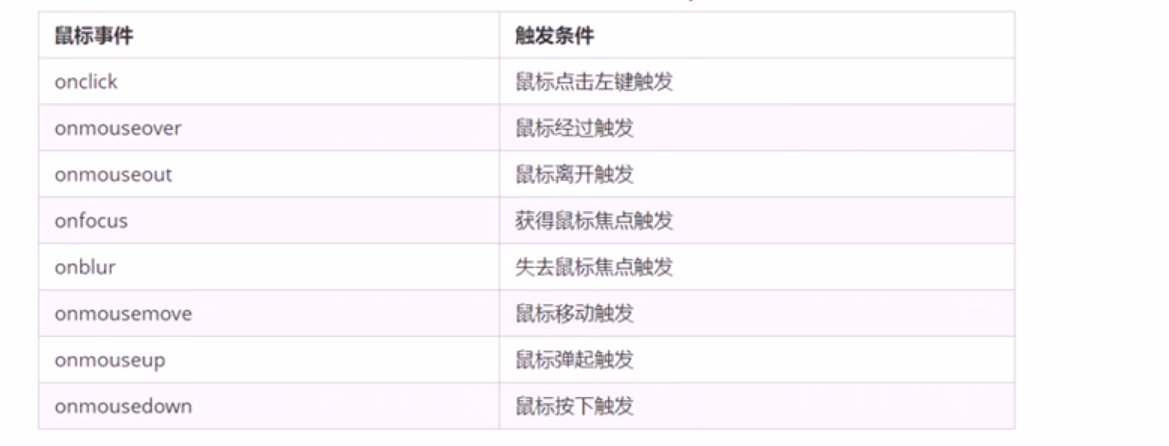 鼠标事件 触发条件
onclick 鼠标点击左键触发
onmouseover 鼠标经过触发
onmouseout 鼠标离开触发
onfocus 获得鼠标焦点触发
onblur 失去鼠标焦点触发
onmousemove 鼠标移动触发
onmouseup 鼠标弹起触发
onmousedown 鼠标按下触发